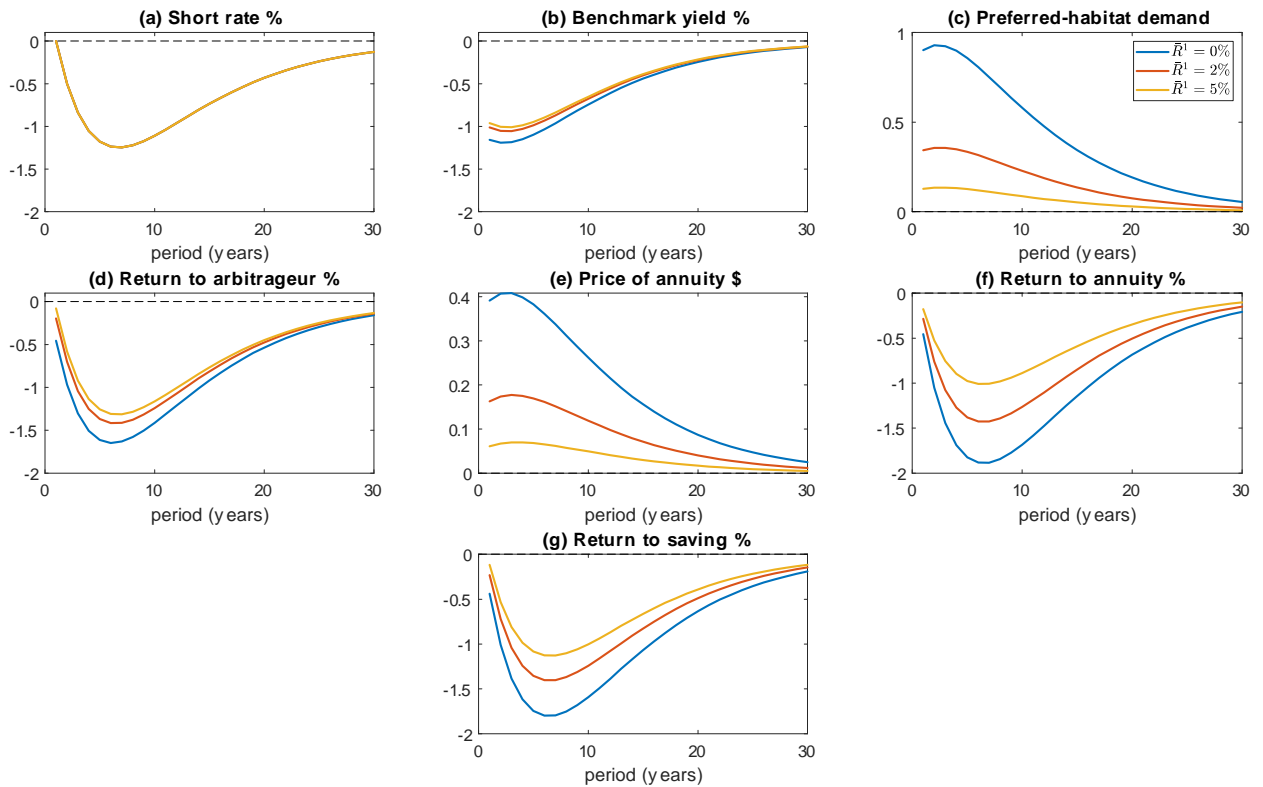 (a) Short rate %
0
-0.5
-1
-1.5
-2
0 10 20 30
period (years)
(b) Benchmark yield %
0
-0.5
-1
-1.5
-2
0 10 20 30
period (years)
(c) Preferred-habitat demand
1
0.5
0
R̄¹ = 0%
R̄¹ = 2%
R̄¹ = 5%
0 10 20 30
period (years)
(d) Return to arbitrageur %
0
-0.5
-1
-1.5
-2
0 10 20 30
period (years)
(e) Price of annuity $
0.4
0.3
0.2
0.1
0
0 10 20 30
period (years)
(f) Return to annuity %
0
-0.5
-1
-1.5
-2
0 10 20 30
period (years)
(g) Return to saving %
0
-0.5
-1
-1.5
-2
0 10 20 30
period (years)